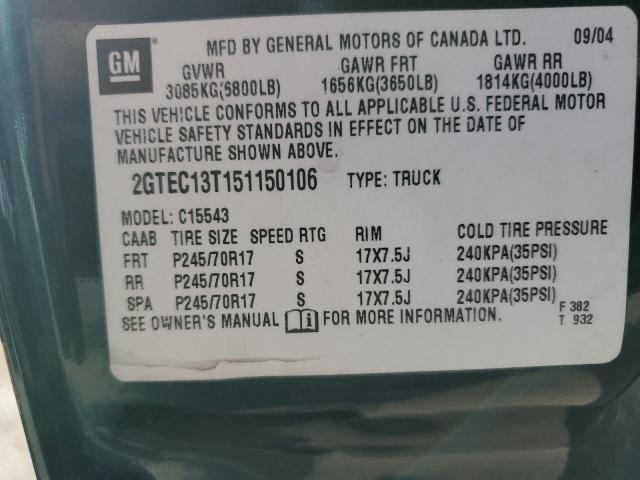 GM ® MFD BY GENERAL MOTORS OF CANADA LTD. 09/04
GVWR GAWR FRT GAWR RR
3085KG(6800LB) 1656KG(3650LB) 1814KG(4000LB)
THIS VEHICLE CONFORMS TO ALL APPLICABLE U.S. FEDERAL MOTOR
VEHICLE SAFETY STANDARDS IN EFFECT ON THE DATE OF
MANUFACTURE SHOWN ABOVE.
2GTEC13T151150106 TYPE: TRUCK
MODEL: C15543
CAAB TIRE SIZE SPEED RTG RIM COLD TIRE PRESSURE
FRT P245/70R17 S 17X7.5J 240KPA(35PSI)
RR P245/70R17 S 17X7.5J 240KPA(35PSI)
SPA P245/70R17 S 17X7.5J 240KPA(35PSI)
SEE OWNER'S MANUAL i FOR MORE INFORMATION. F 382
T 932